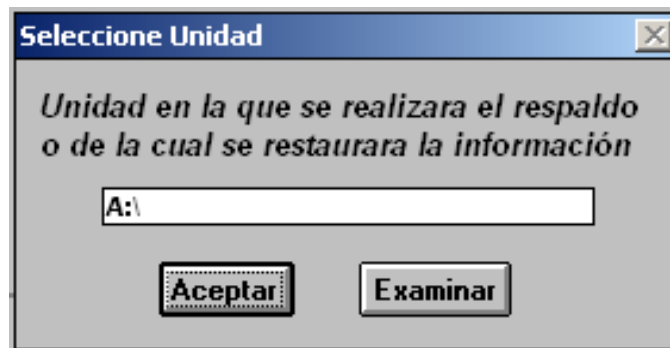 Seleccione Unidad
Unidad en la que se realizara el respaldo
o de la cual se restaurara la información
A:\
Aceptar
Examinar